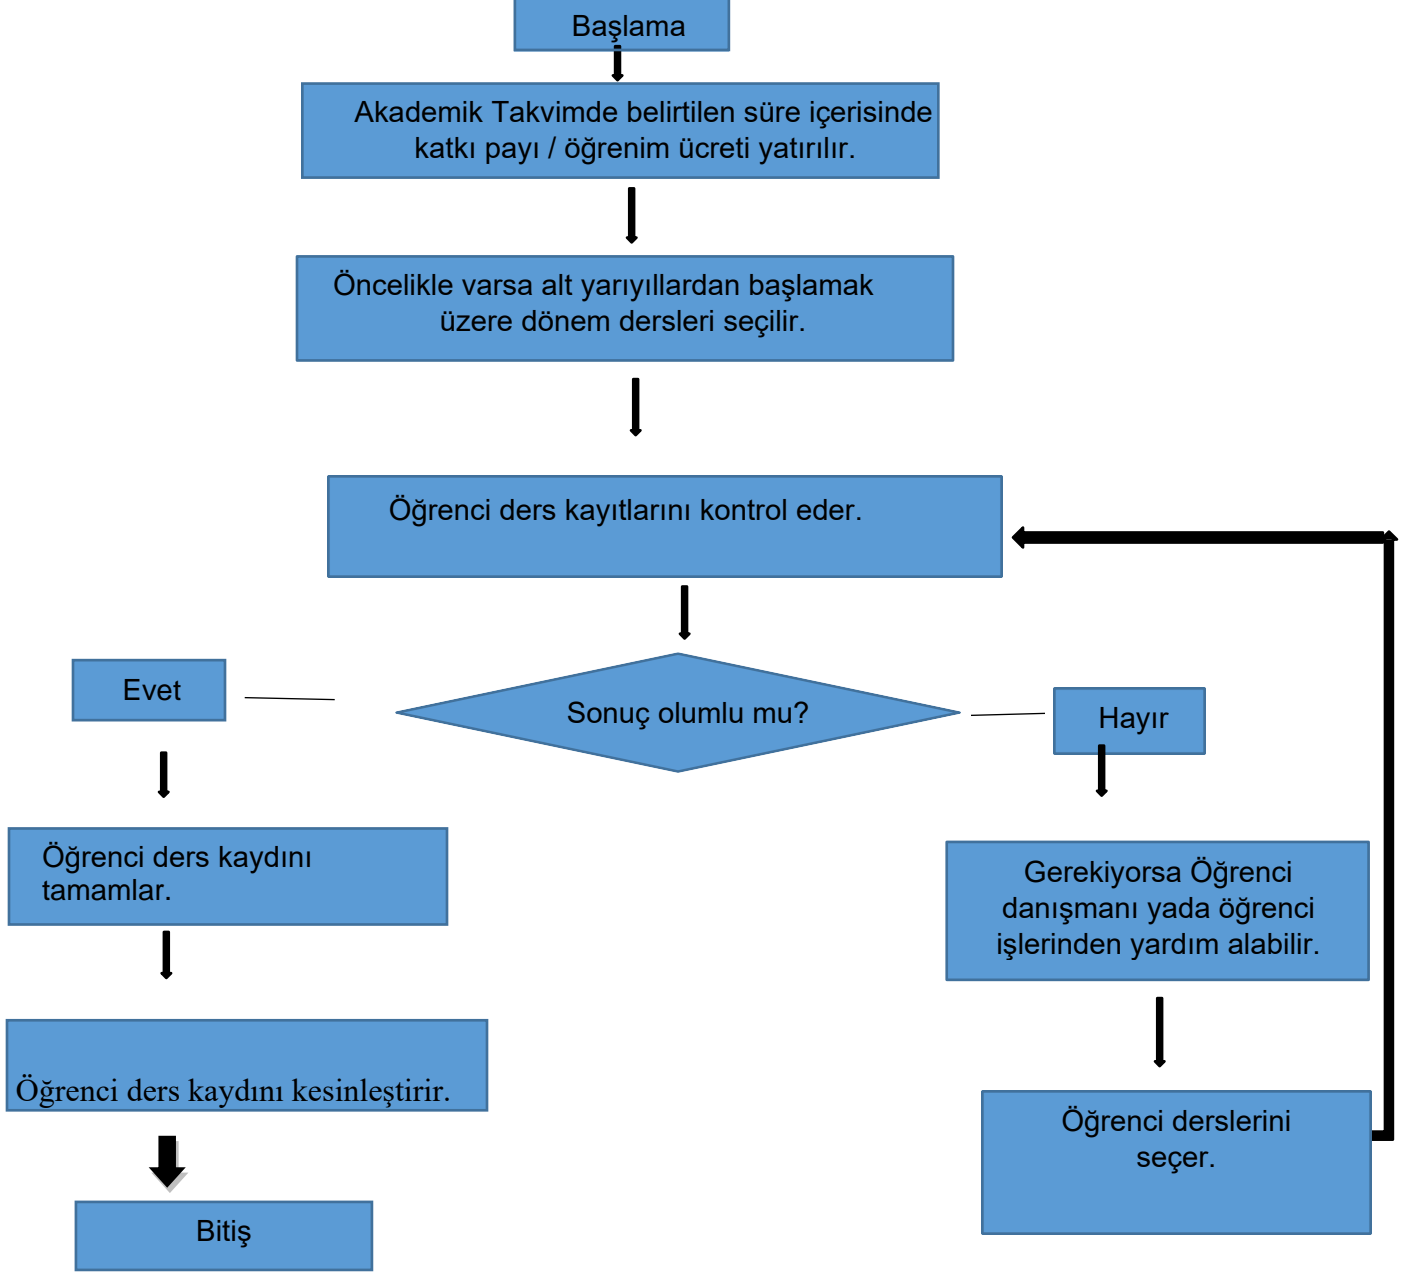 Başlama
Akademik Takvimde belirtilen süre içerisinde
katkı payı / öğrenim ücreti yatırılır.
Öncelikle varsa alt yarıyıllardan başlamak
üzere dönem dersleri seçilir.
Öğrenci ders kayıtlarını kontrol eder.
Sonuç olumlu mu?
Evet
Öğrenci ders kaydını
tamamlar.
Öğrenci ders kaydını kesinleştirir.
Bitiş
Hayır
Gerekiyorsa Öğrenci
danışmanı yada öğrenci
işlerinden yardım alabilir.
Öğrenci derslerini
seçer.